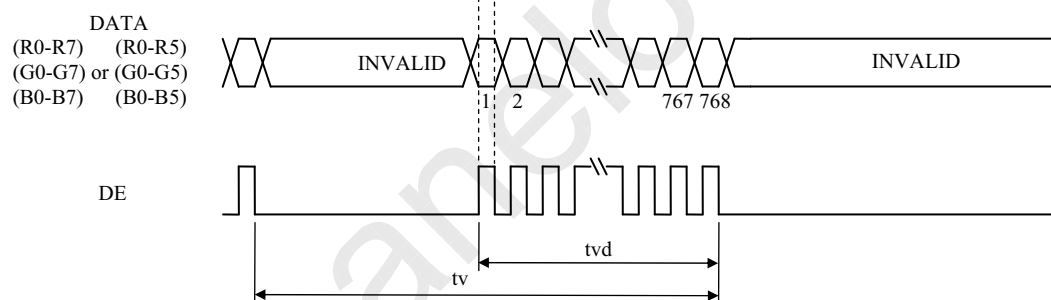 DATA
(R0-R7) (R0-R5)
(G0-G7) or (G0-G5)
(B0-B7) (B0-B5)
INVALID
INVALID
1 2 767 768
DE
tvd
tv
anelo